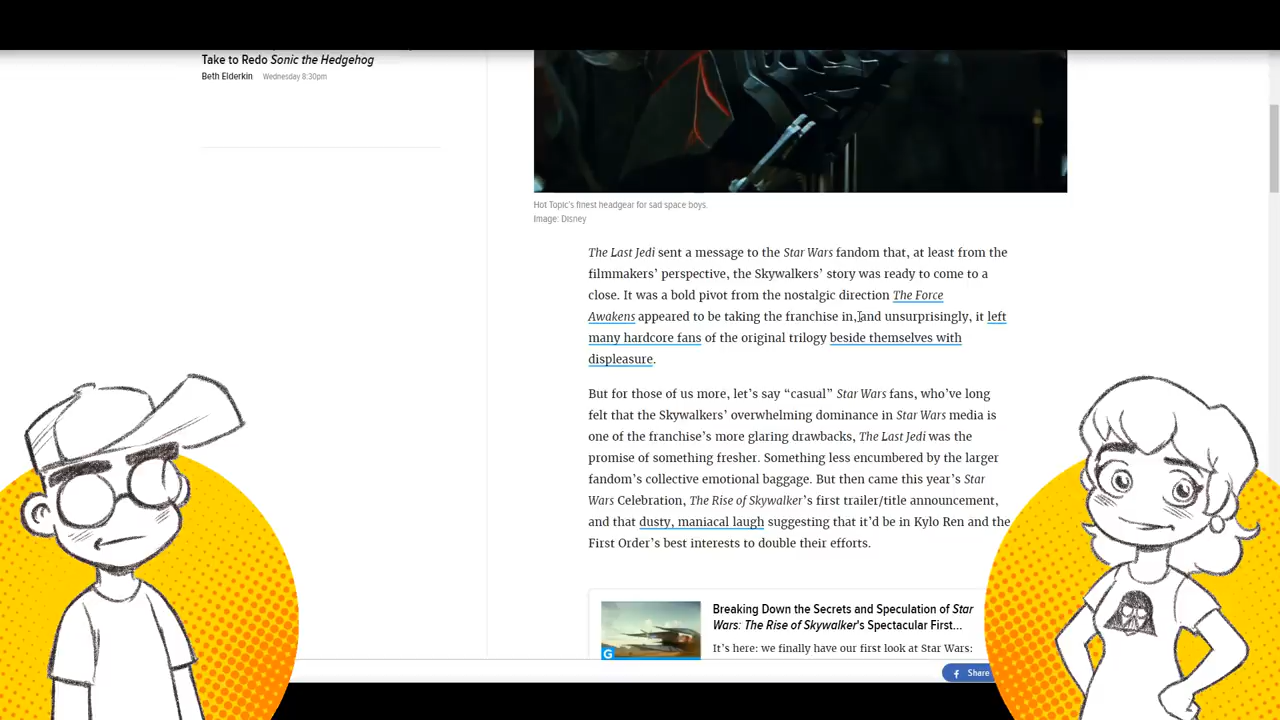 Take to Redo Sonic the Hedgehog
Beth Elderkin Wednesday 8:30pm
Hot Topic's finest headgear for sad space boys.
Image: Disney
The Last Jedi sent a message to the Star Wars fandom that, at least from the
filmmakers' perspective, the Skywalkers' story was ready to come to a
close. It was a bold pivot from the nostalgic direction The Force
Awakens appeared to be taking the franchise in, and unsurprisingly, it left
many hardcore fans of the original trilogy beside themselves with
displeasure.
But for those of us more, let's say “casual” Star Wars fans, who've long
felt that the Skywalkers' overwhelming dominance in Star Wars media is
one of the franchise's more glaring drawbacks, The Last Jedi was the
promise of something fresher. Something less encumbered by the larger
fandom's collective emotional baggage. But then came this year's Star
Wars Celebration, The Rise of Skywalker's first trailer/title announcement,
and that dusty, maniacal laugh suggesting that it'd be in Kylo Ren and the
First Order's best interests to double their efforts.
Breaking Down the Secrets and Speculation of Star
Wars: The Rise of Skywalker's Spectacular First...
It's here: we finally have our first look at Star Wars:
G
f Share